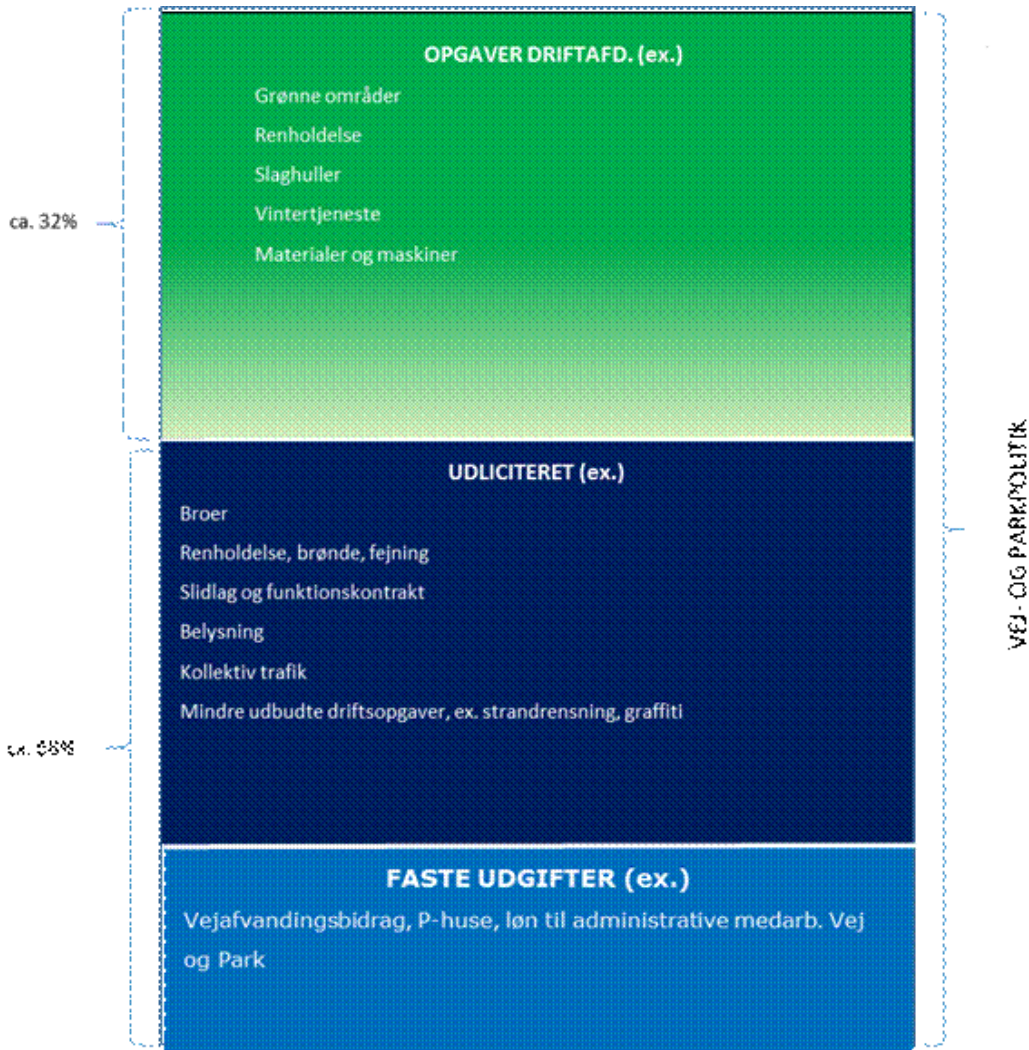 OPGAVER DRIFTAFD. (ex.)
Grønne områder
Renholdelse
Slaghuller
Vintertjeneste
Materialer og maskiner
ca. 32%
UDLICITERET (ex.)
Broer
Renholdelse, brønde, fejning
Slidlag og funktionskontrakt
Belysning
Kollektiv trafik
Mindre udbudte driftsopgaver, ex. strandrensning, graffiti
ca. 68%
FASTE UDGIFTER (ex.)
Vejafvandingsbidrag, P-huse, løn til administrative medarb. Vej
og Park
VEJ- OG PARKPOLITIK